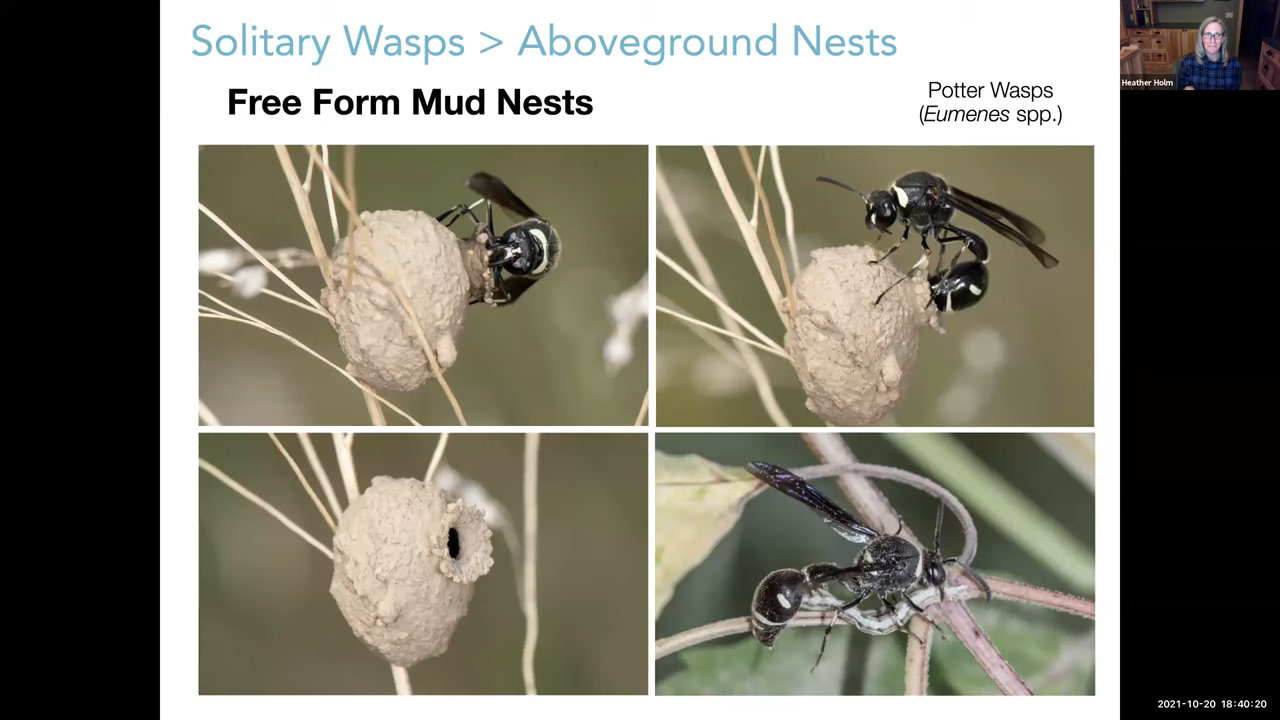 Solitary Wasps > Aboveground Nests
Free Form Mud Nests
Potter Wasps
(Eumenes spp.)
Heather Holm
2021-10-20 18:40:20